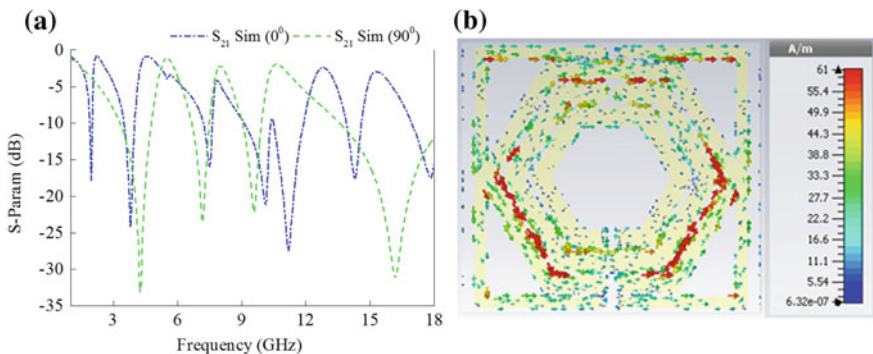 (a)
S21 Sim (0⁰) S21 Sim (90⁰)
0
-5
-10
-15
-20
-25
-30
-35
S-Param (dB)
3 6 9 12 15 18
Frequency (GHz)
(b)
A/m
61
55.4
49.9
44.3
38.8
33.3
27.7
22.2
16.6
11.1
5.54
6.32e-07